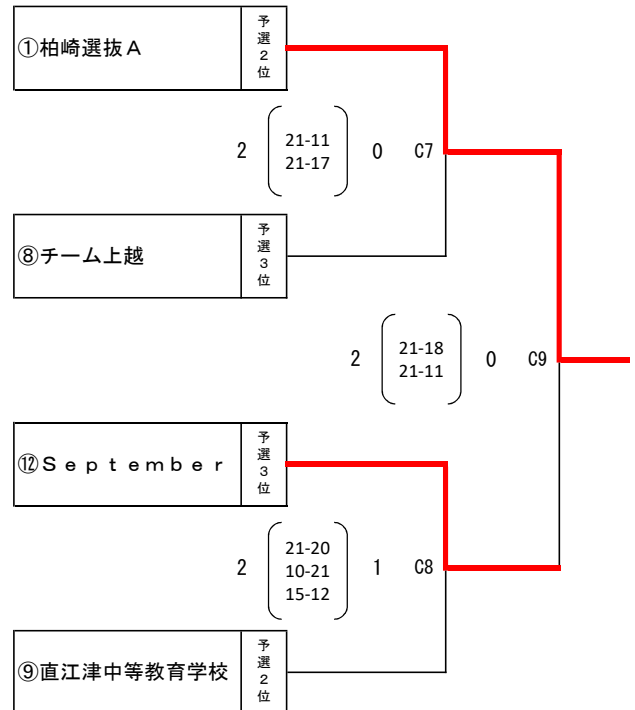 ①柏崎選抜A
予選2位
2
21-11
21-17
0
C7
⑧チーム上越
予選3位
2
21-18
21-11
0
C9
⑫September
予選3位
2
21-20
10-21
15-12
1
C8
⑨直江津中等教育学校
予選2位